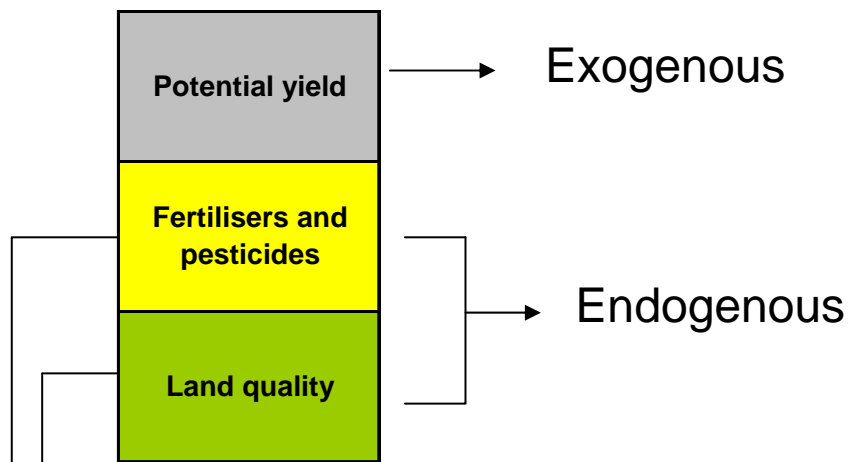 Potential yield
Exogenous
Fertilisers and
pesticides
Endogenous
Land quality